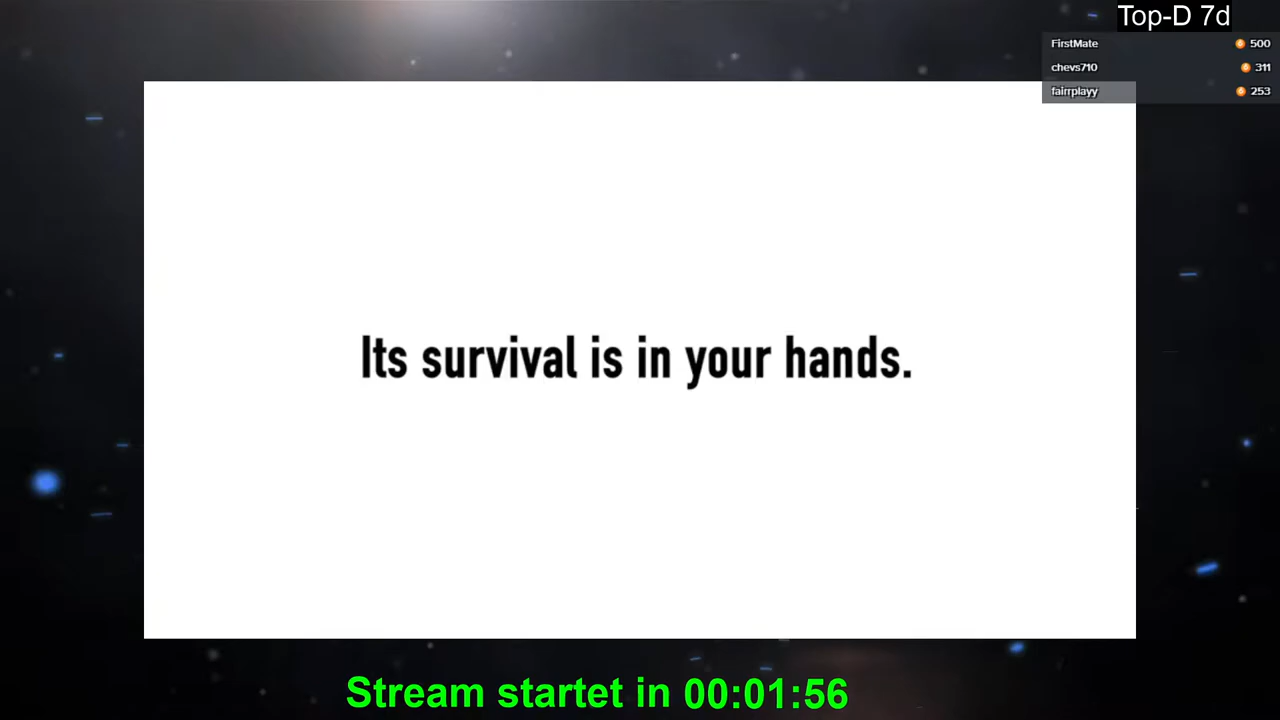 Top-D 7d
FirstMate 500
chevs710 311
fairrplayy 253
Its survival is in your hands.
Stream startet in 00:01:56